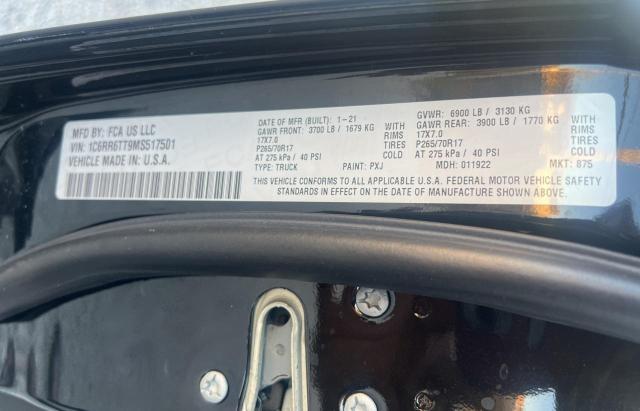 MFD BY: FCA US LLC
VIN: 1C6RR6TT9MS517501
VEHICLE MADE IN U.S.A.
DATE OF MFR (BUILT): 1-21 GVWR: 6900 LB / 3130 KG
GAWR FRONT: 3700 LB / 1679 KG WITH GAWR REAR: 3900 LB / 1770 KG WITH
17X7.0 RIMS 17X7.0 RIMS
P265/70R17 TIRES P265/70R17 TIRES
AT 275 kPa / 40 PSI AT 275 kPa / 40 PSI
TYPE: TRUCK PAINT: PXJ MDH: 011922 MKT: 875
THIS VEHICLE CONFORMS TO ALL APPLICABLE U.S.A. FEDERAL MOTOR VEHICLE SAFETY
STANDARDS IN EFFECT ON THE DATE OF MANUFACTURE SHOWN ABOVE.